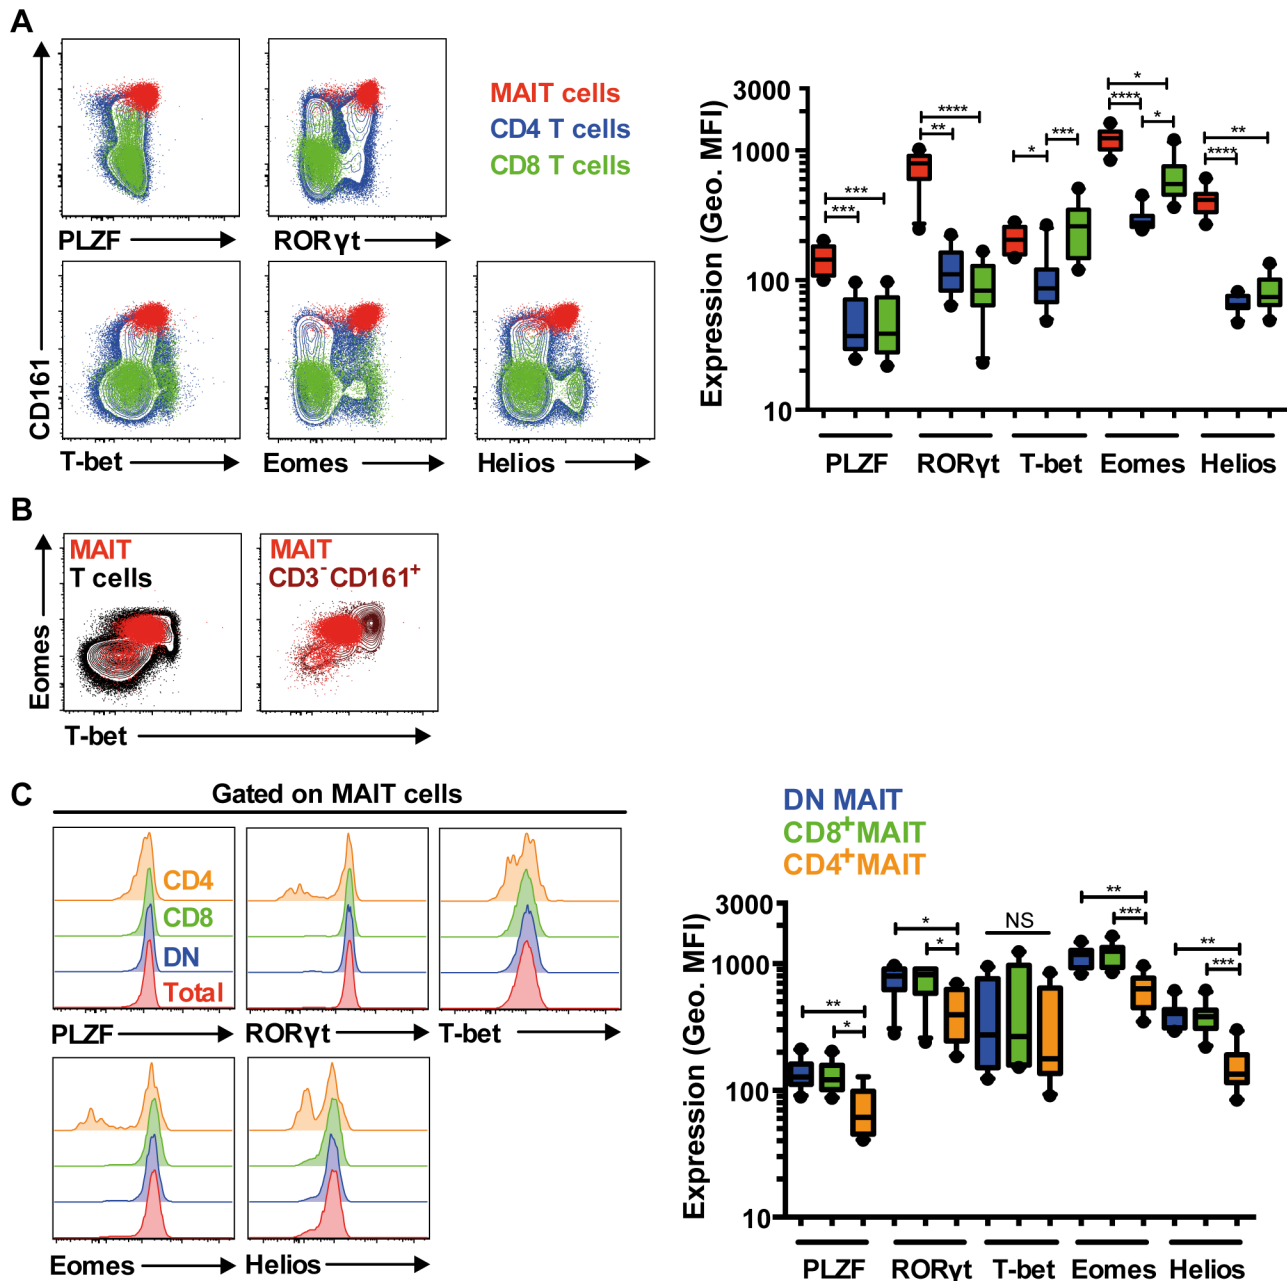 A
MAIT cells
CD4 T cells
CD8 T cells
PLZF
RORγt
CD161
T-bet
Eomes
Helios
Expression (Geo. MFI)
3000
1000
100
10
***
***
**
****
*
***
****
*
*
****
**
PLZF
RORγt
T-bet
Eomes
Helios
B
MAIT
T cells
MAIT
CD3⁻CD161⁺
Eomes
T-bet
C
Gated on MAIT cells
CD4
CD8
DN
Total
PLZF
RORγt
T-bet
Eomes
Helios
DN MAIT
CD8⁺MAIT
CD4⁺MAIT
Expression (Geo. MFI)
3000
1000
100
10
**
*
*
*
NS
**
***
**
***
PLZF
RORγt
T-bet
Eomes
Helios